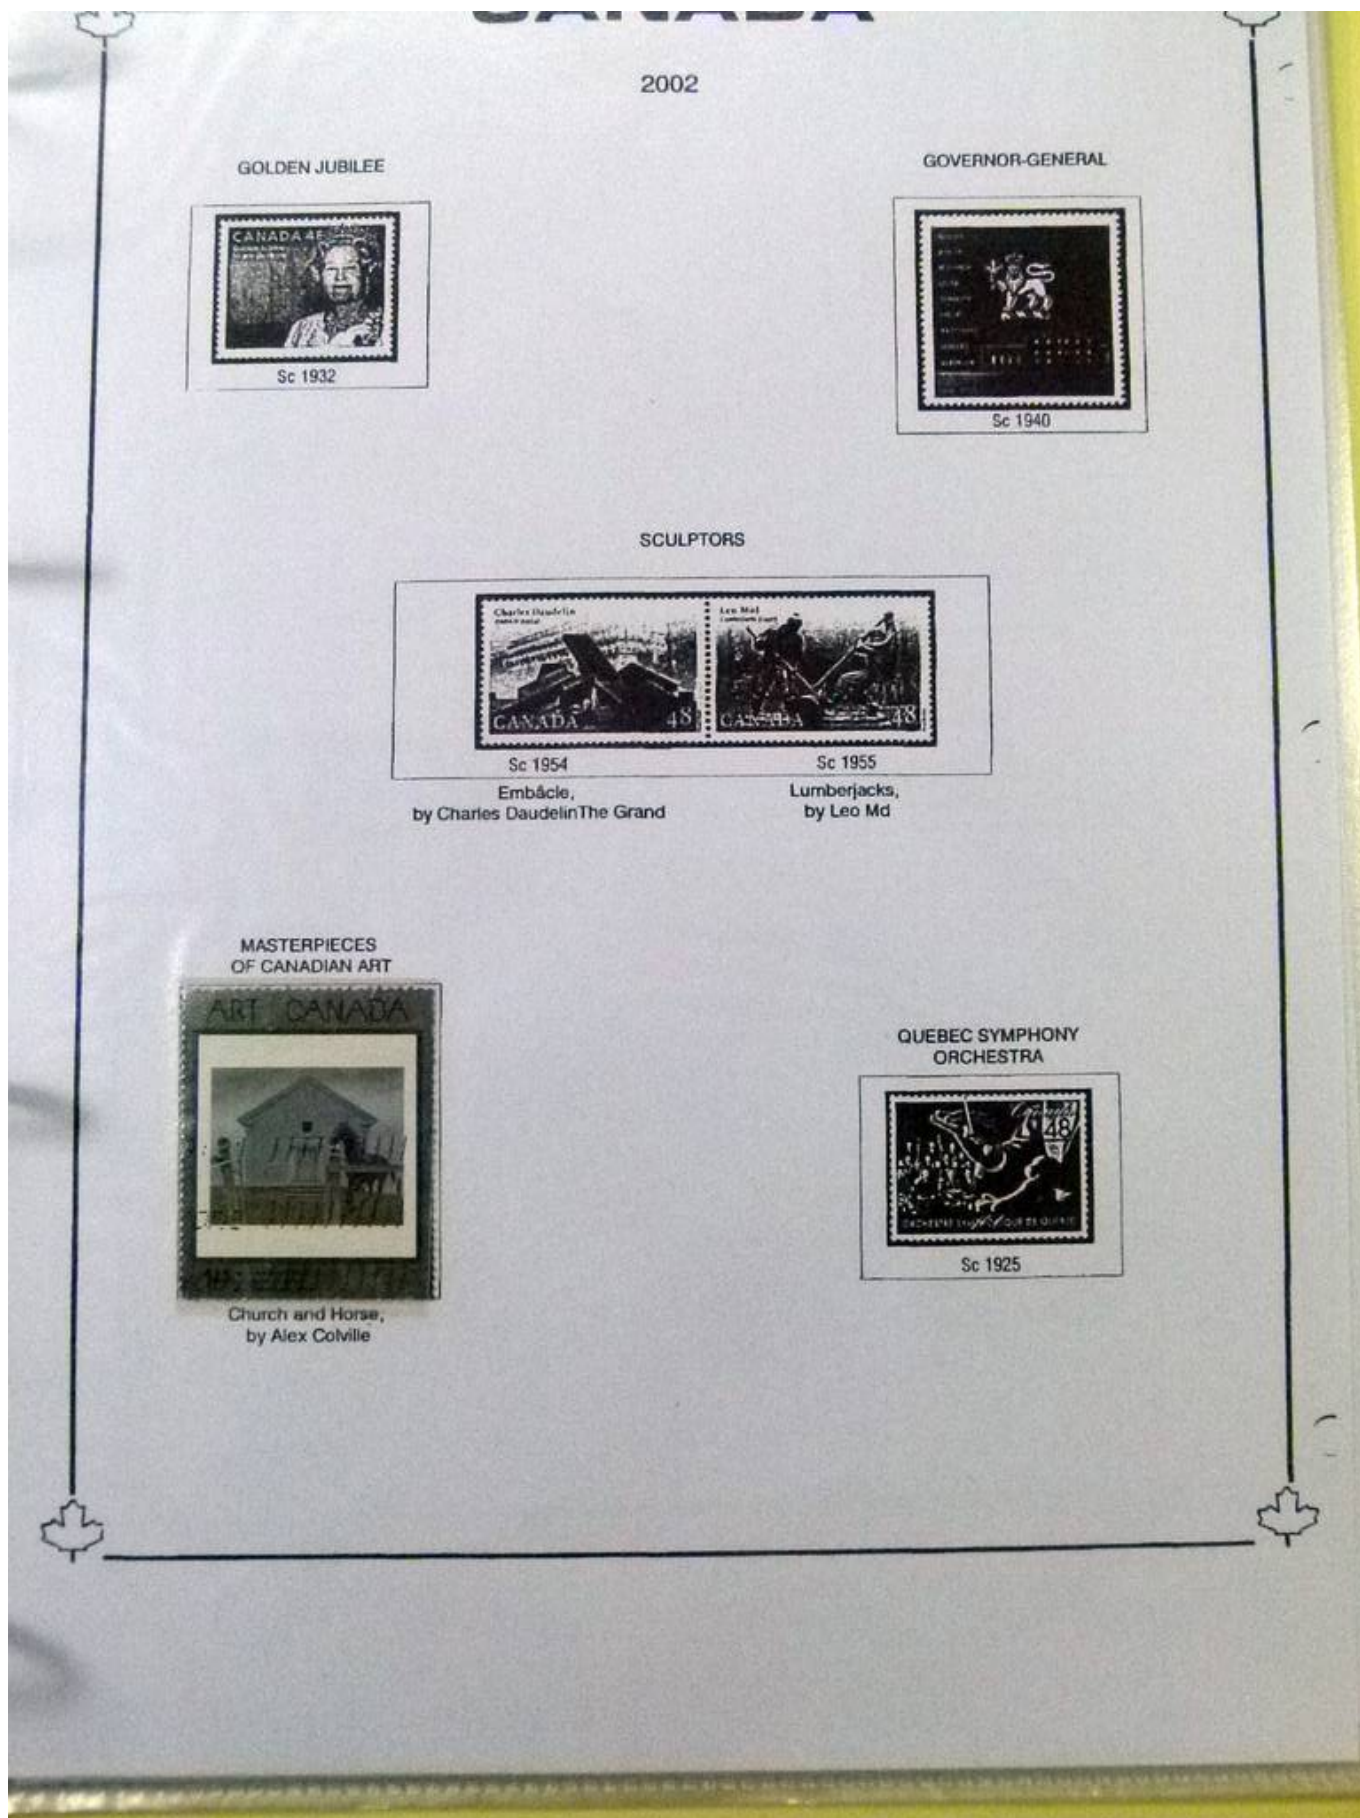 CANADA
2002
GOLDEN JUBILEE
CANADA
Sc 1932
GOVERNOR-GENERAL
Sc 1940
SCULPTORS
Charles Daudelin
CANADA 48
Sc 1954
Embâcle,
by Charles DaudelinThe Grand
Leo Mol
CANADA 48
Sc 1955
Lumberjacks,
by Leo Md
MASTERPIECES
OF CANADIAN ART
ART CANADA
Church and Horse,
by Alex Colville
QUEBEC SYMPHONY
ORCHESTRA
48
Sc 1925